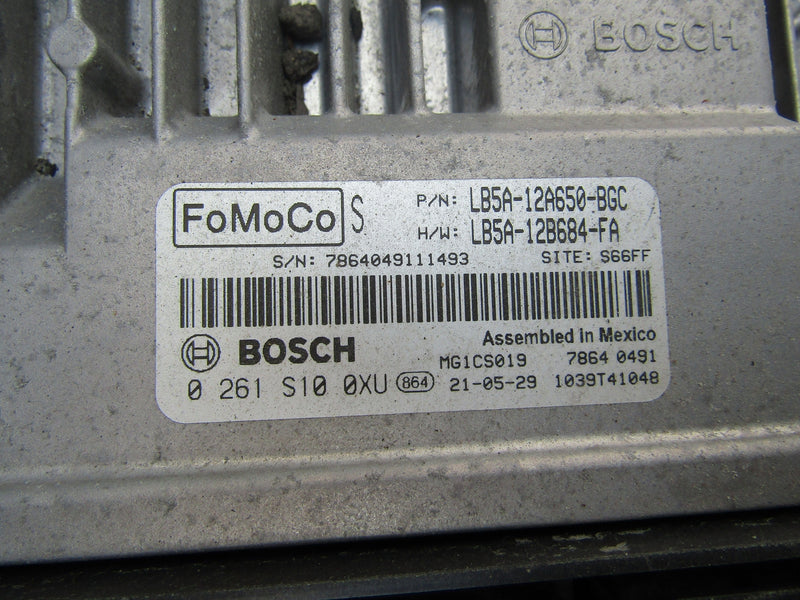 BOSCH
FoMoCo S P/N: LB5A-12A650-BGC
H/W: LB5A-12B684-FA
S/N: 7864049111493 SITE: S66FF
BOSCH Assembled in Mexico
MG1CS019 7864 0491
0 261 S10 0XU 864 21-05-29 1039T41048